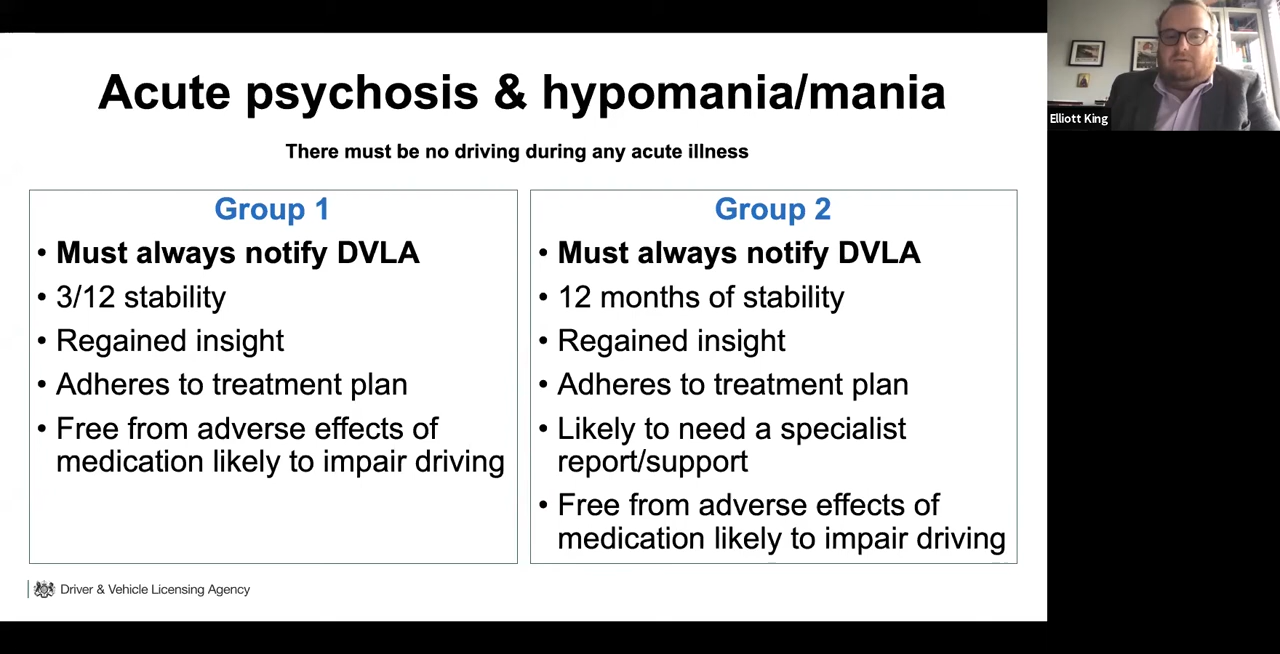 Acute psychosis & hypomania/mania
There must be no driving during any acute illness
Group 1
• Must always notify DVLA
• 3/12 stability
• Regained insight
• Adheres to treatment plan
• Free from adverse effects of
medication likely to impair driving
Group 2
• Must always notify DVLA
• 12 months of stability
• Regained insight
• Adheres to treatment plan
• Likely to need a specialist
report/support
• Free from adverse effects of
medication likely to impair driving
Driver & Vehicle Licensing Agency
Elliott King